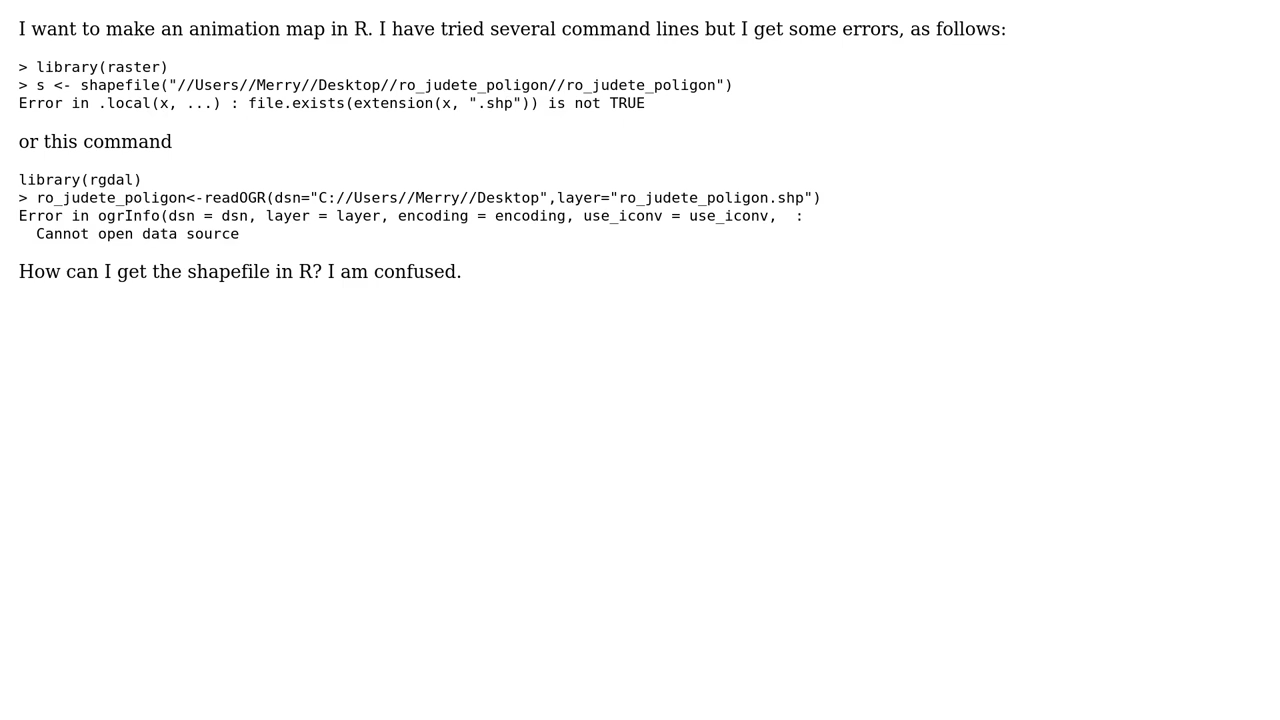 I want to make an animation map in R. I have tried several command lines but I get some errors, as follows:
> library(raster)
> s <- shapefile("//Users//Merry//Desktop//ro_judete_poligon//ro_judete_poligon")
Error in .local(x, ...) : file.exists(extension(x, ".shp")) is not TRUE
or this command
library(rgdal)
> ro_judete_poligon<-readOGR(dsn="C://Users//Merry//Desktop",layer="ro_judete_poligon.shp")
Error in ogrInfo(dsn = dsn, layer = layer, encoding = encoding, use_iconv = use_iconv,  :
  Cannot open data source
How can I get the shapefile in R? I am confused.